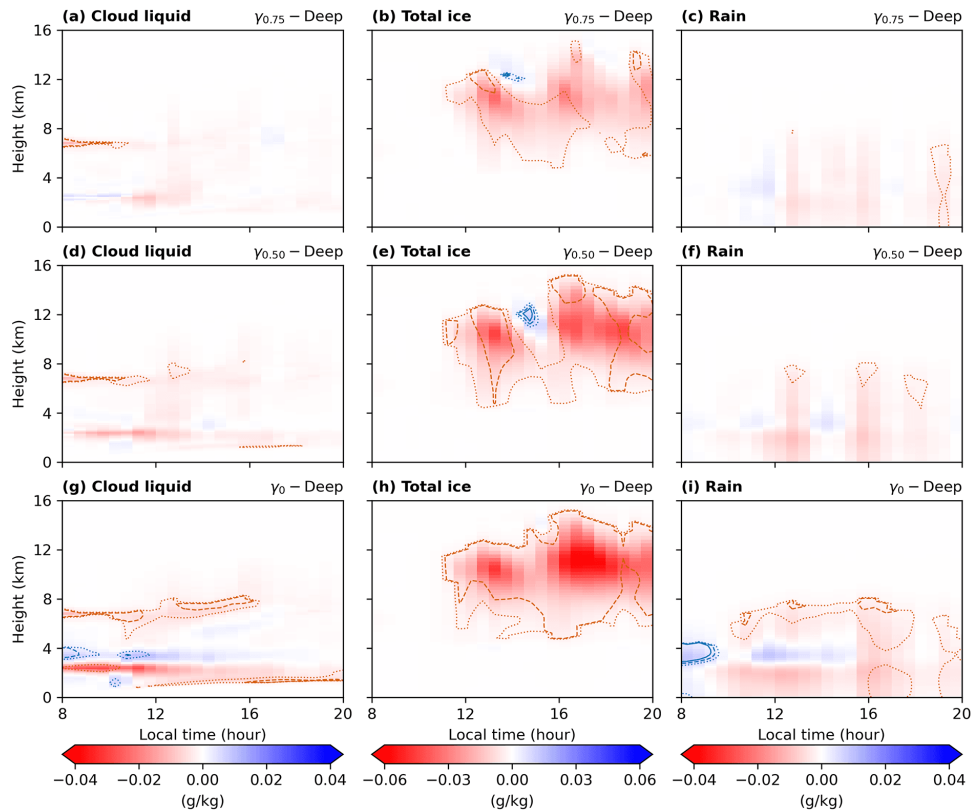 (a) Cloud liquid γ0.75 − Deep
(b) Total ice γ0.75 − Deep
(c) Rain γ0.75 − Deep
16
12
8
4
0
Height (km)
(d) Cloud liquid γ0.50 − Deep
(e) Total ice γ0.50 − Deep
(f) Rain γ0.50 − Deep
16
12
8
4
0
Height (km)
(g) Cloud liquid γ0 − Deep
(h) Total ice γ0 − Deep
(i) Rain γ0 − Deep
16
12
8
4
0
Height (km)
8 12 16 20
8 12 16 20
8 12 16 20
Local time (hour)
Local time (hour)
Local time (hour)
−0.04 −0.02 0.00 0.02 0.04
−0.06 −0.03 0.00 0.03 0.06
−0.04 −0.02 0.00 0.02 0.04
(g/kg)
(g/kg)
(g/kg)